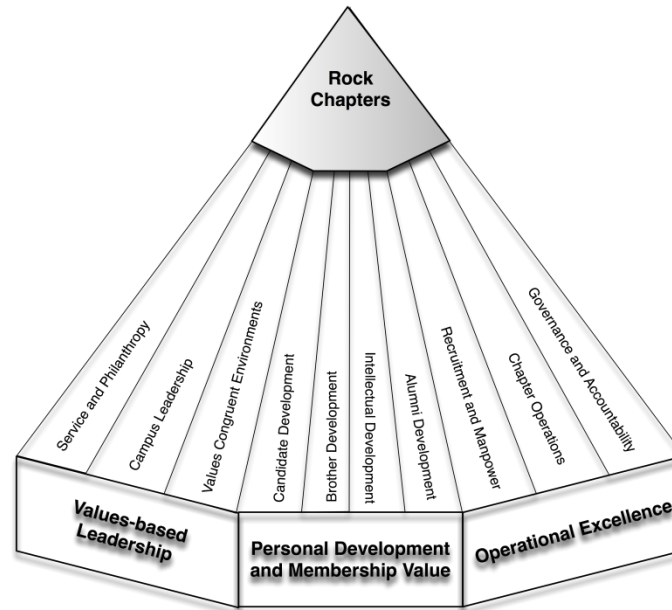 Rock
Chapters
Service and Philanthropy
Campus Leadership
Values Congruent Environments
Candidate Development
Brother Development
Intellectual Development
Alumni Development
Recruitment and Manpower
Chapter Operations
Governance and Accountability
Values-based
Leadership
Personal Development
and Membership Value
Operational Excellence